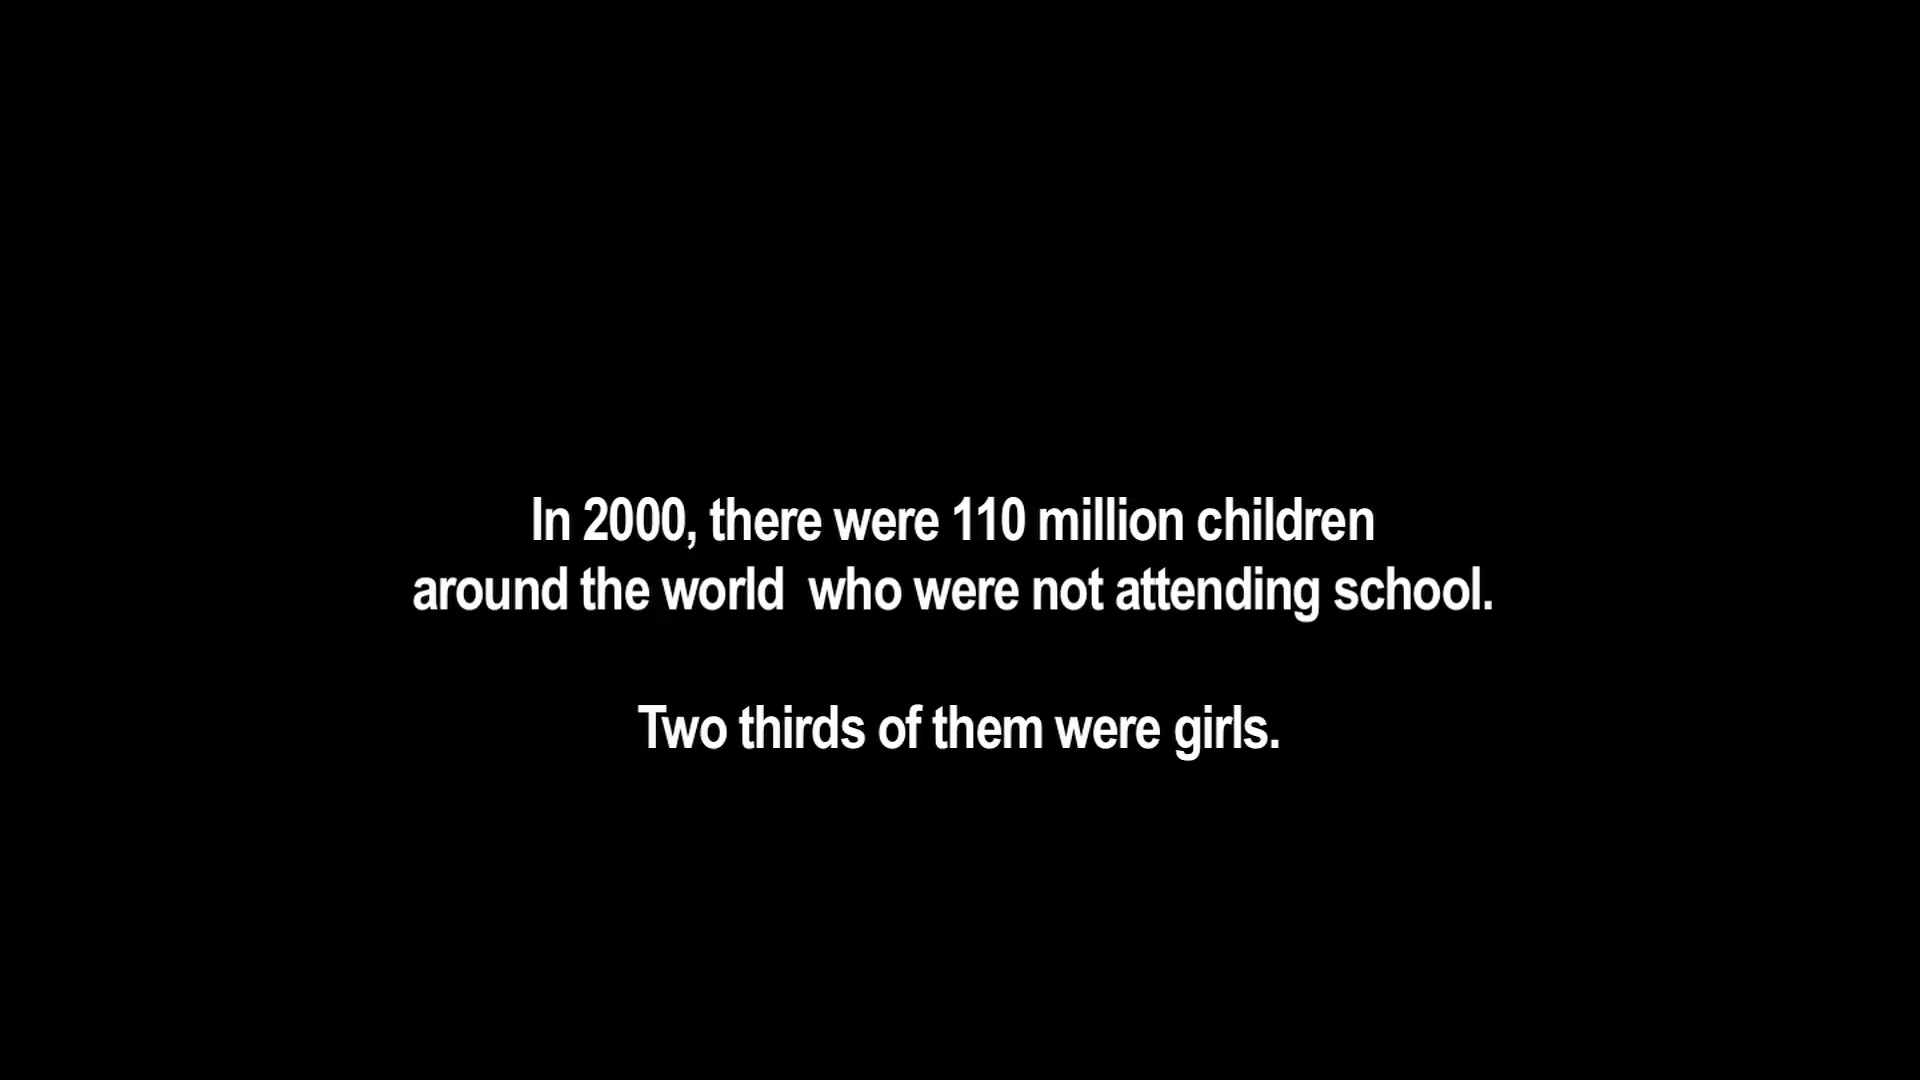 In 2000, there were 110 million children
around the world  who were not attending school.
Two thirds of them were girls.